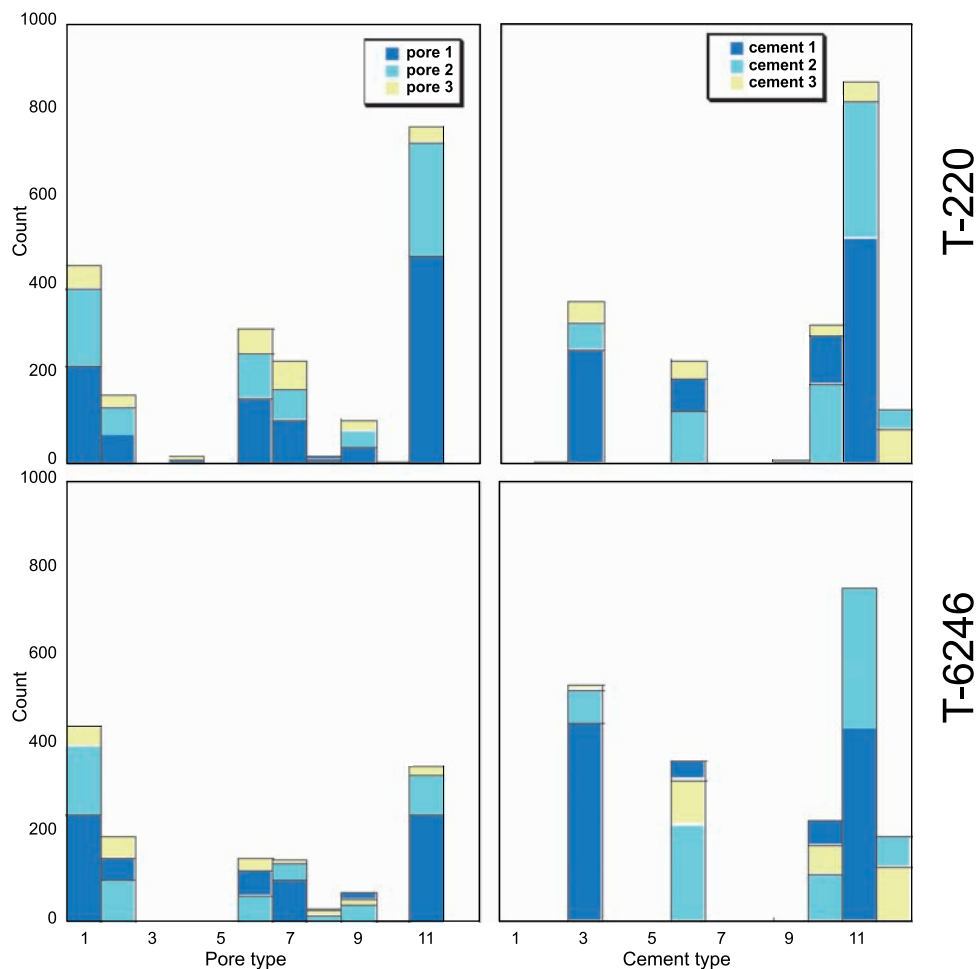 1000
800
600
400
200
0
Count
pore 1
pore 2
pore 3
cement 1
cement 2
cement 3
T-220
1000
800
600
400
200
0
Count
T-6246
1 3 5 7 9 11
Pore type
1 3 5 7 9 11
Cement type